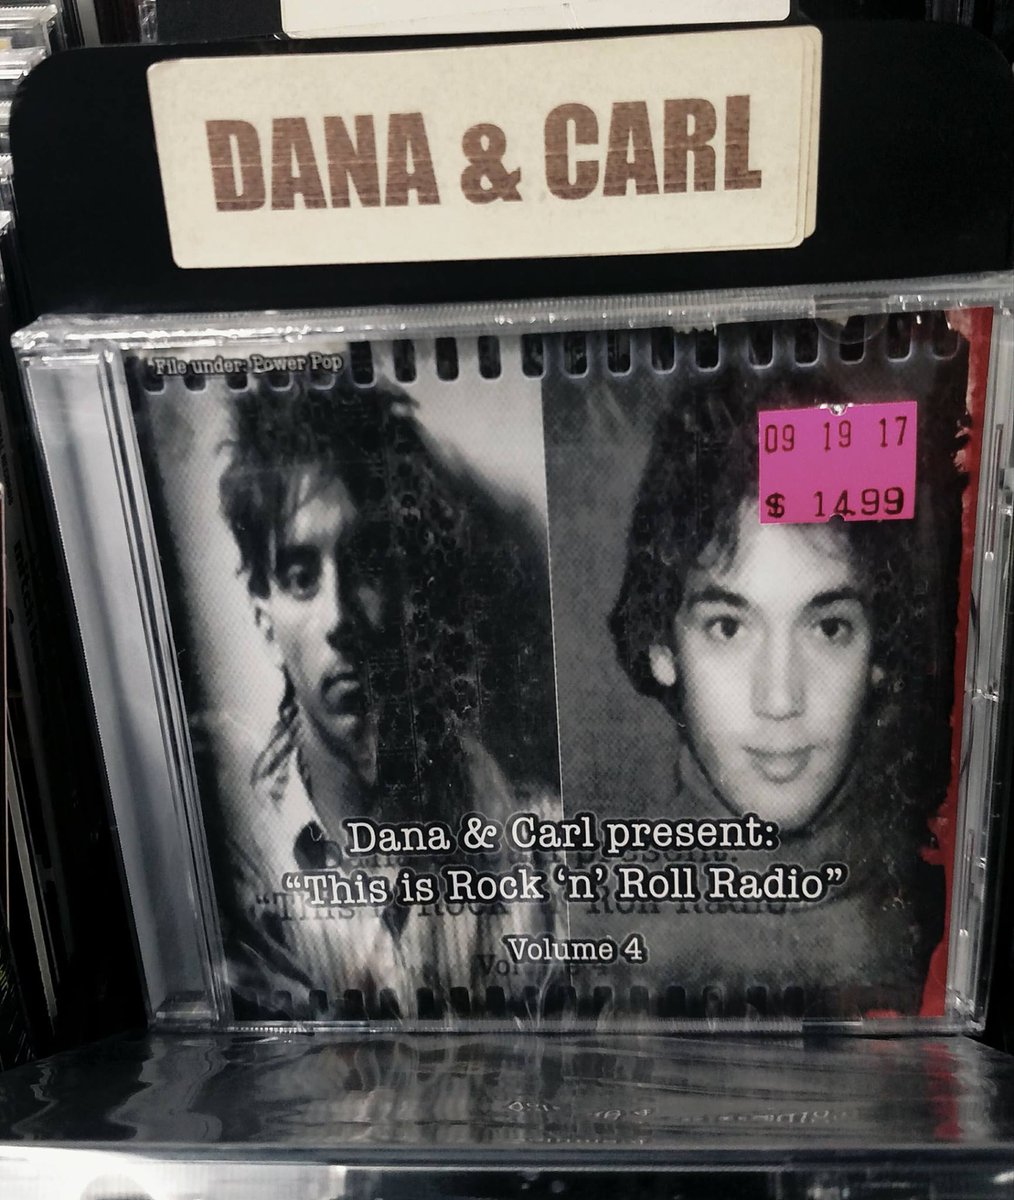 DANA & CARL
File under: Power Pop
09 19 17
$ 14.99
Dana & Carl present:
“This is Rock ‘n’ Roll Radio”
Volume 4